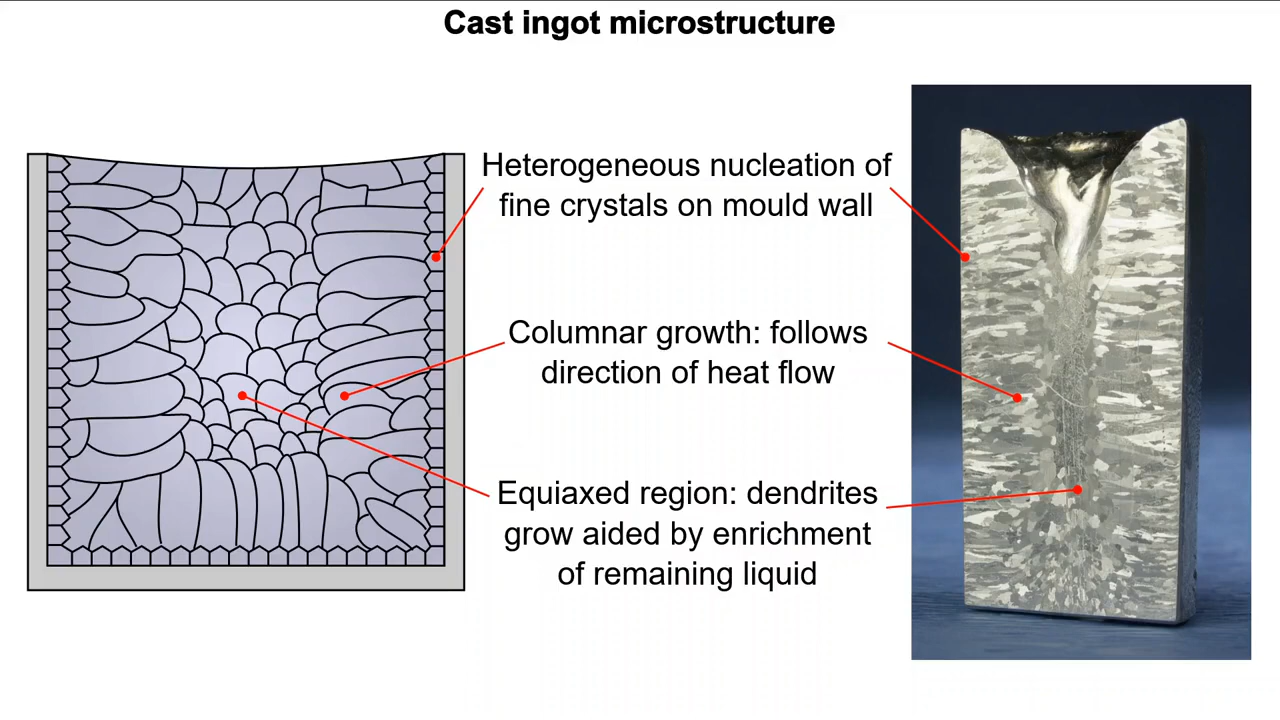 Cast ingot microstructure
Heterogeneous nucleation of
fine crystals on mould wall
Columnar growth: follows
direction of heat flow
Equiaxed region: dendrites
grow aided by enrichment
of remaining liquid